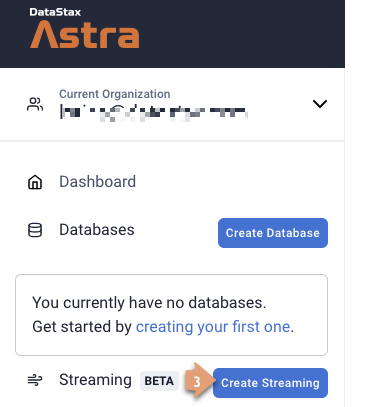 DataStax
Astra
Current Organization
Dashboard
Databases Create Database
You currently have no databases.
Get started by creating your first one.
Streaming BETA 3 Create Streaming